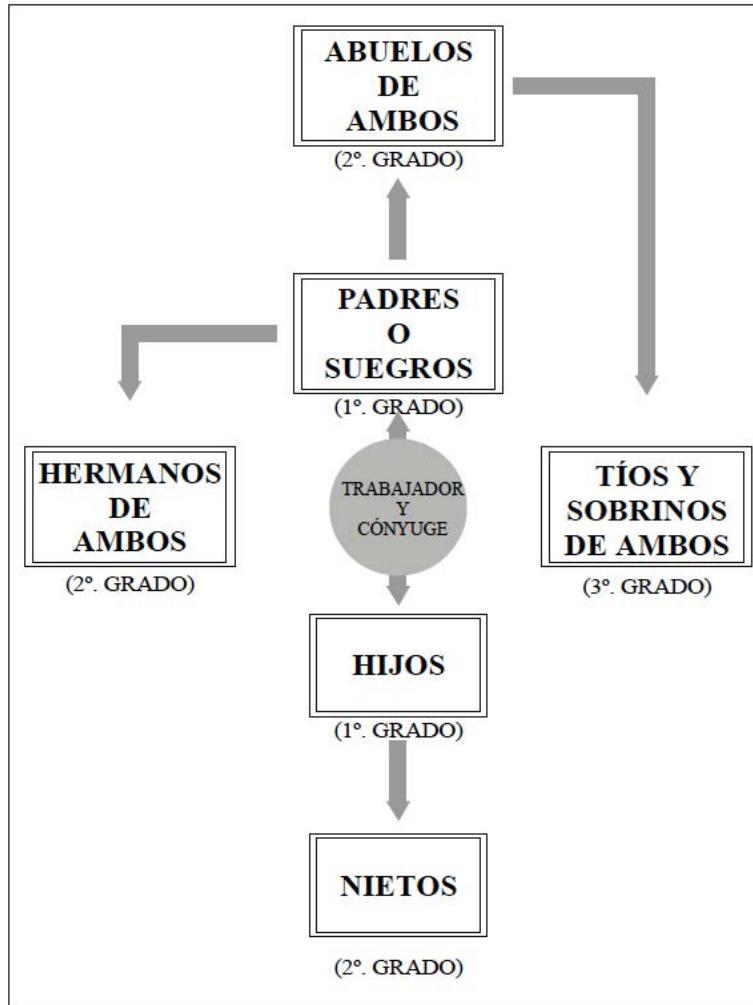 ABUELOS
DE
AMBOS
(2º. GRADO)
PADRES
O
SUEGROS
(1º. GRADO)
HERMANOS
DE
AMBOS
(2º. GRADO)
TRABAJADOR
Y
CÓNYUGE
TÍOS Y
SOBRINOS
DE AMBOS
(3º. GRADO)
HIJOS
(1º. GRADO)
NIETOS
(2º. GRADO)